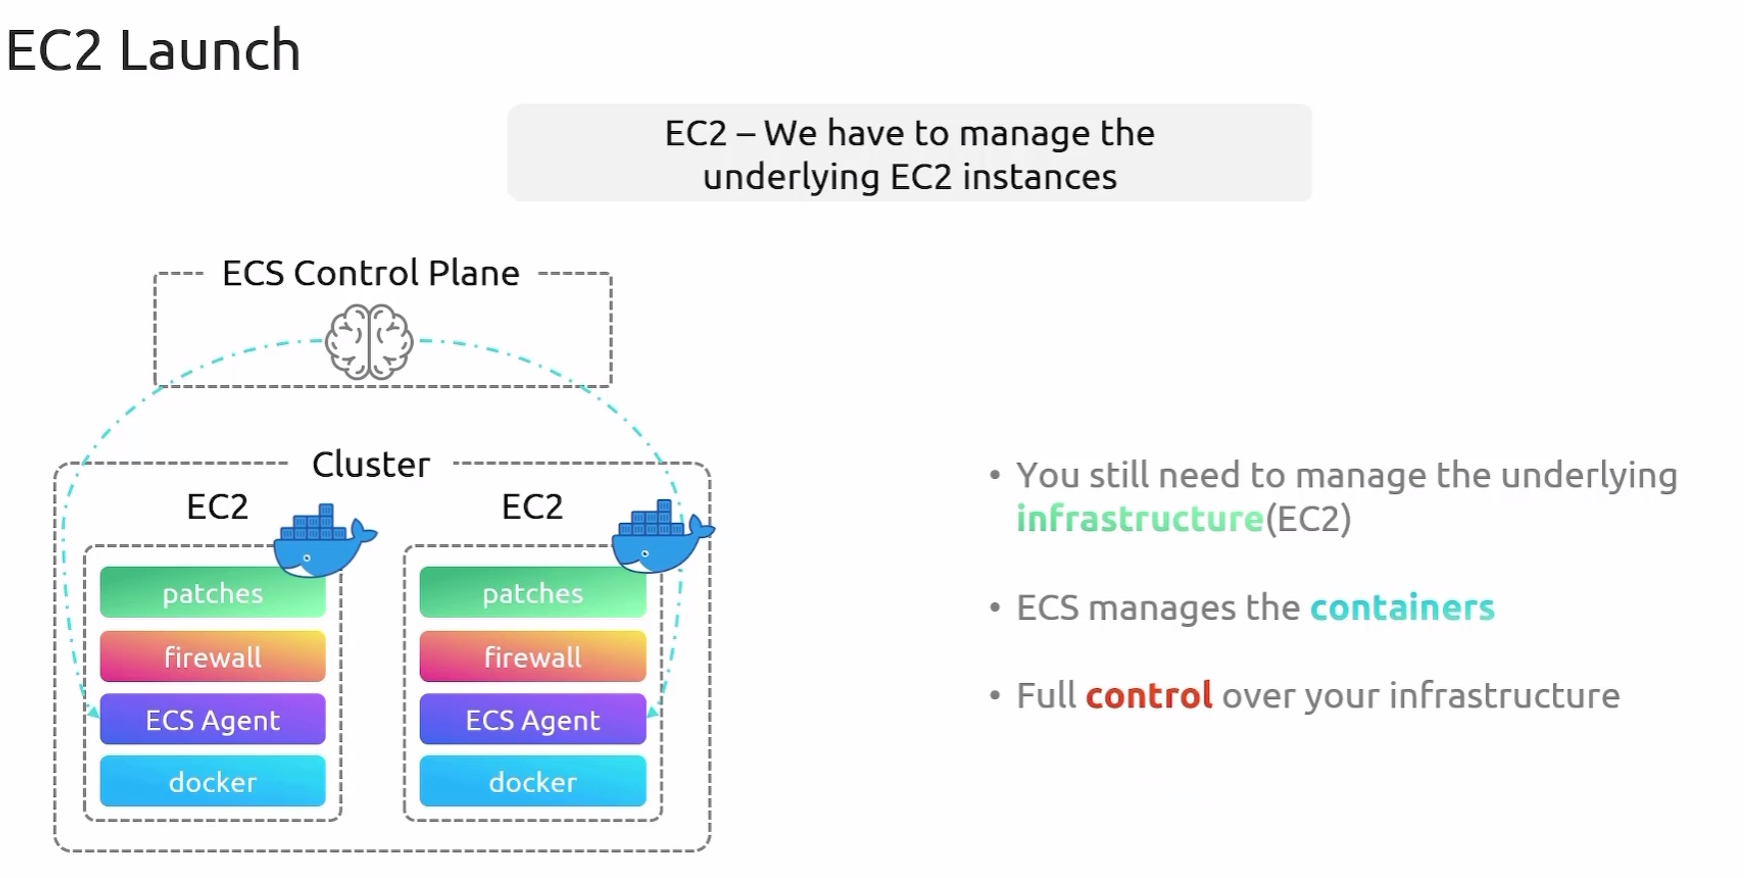 EC2 Launch
EC2 – We have to manage the
underlying EC2 instances
ECS Control Plane
Cluster
EC2
patches
firewall
ECS Agent
docker
EC2
patches
firewall
ECS Agent
docker
• You still need to manage the underlying
infrastructure(EC2)
• ECS manages the containers
• Full control over your infrastructure